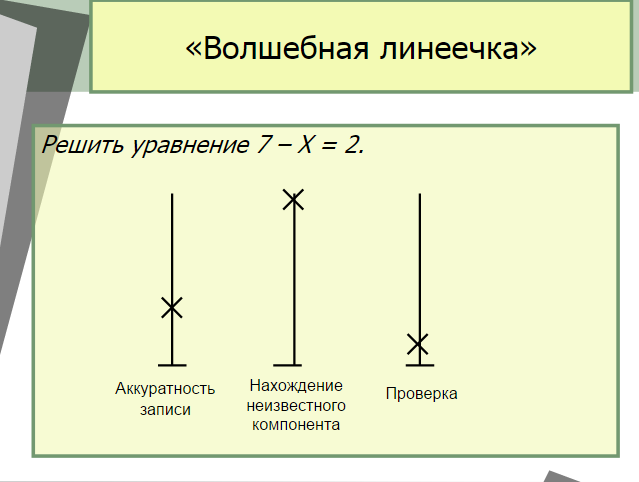 «Волшебная линеечка»
Решить уравнение 7 – X = 2.
Аккуратность
записи
Нахождение
неизвестного
компонента
Проверка